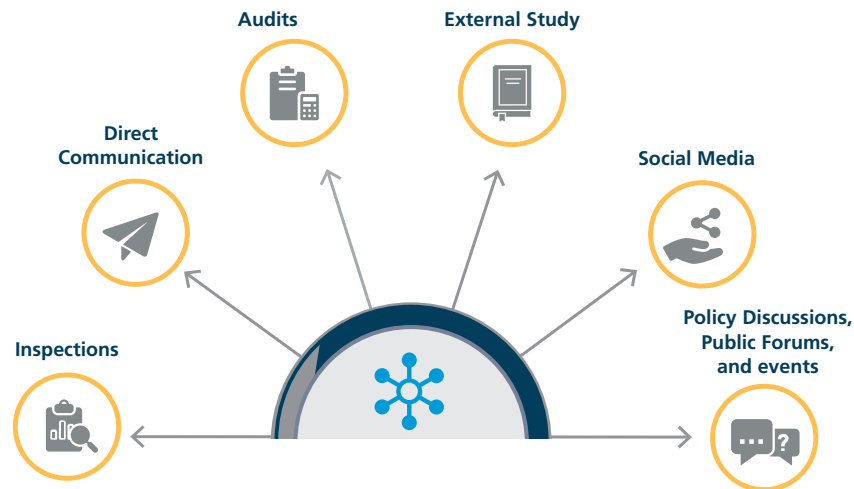 Audits
External Study
Direct
Communication
Social Media
Policy Discussions,
Public Forums,
and events
Inspections